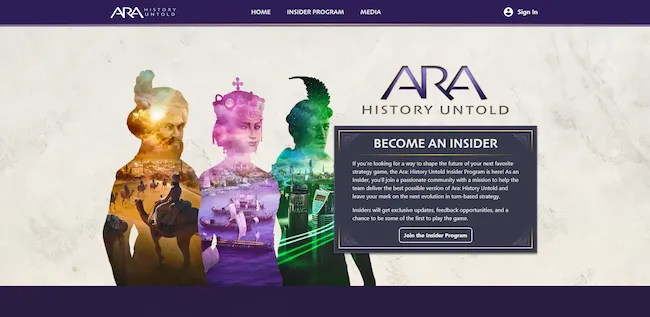 ARA HISTORY UNTOLD
HOME INSIDER PROGRAM MEDIA Sign In
ARA
HISTORY UNTOLD
BECOME AN INSIDER
If you're looking for a way to shape the future of your next favorite
strategy game, the Ara: History Untold Insider Program is here! As an
Insider, you'll join a passionate community with a mission to help the
team deliver the best possible version of Ara: History Untold and
leave your mark on the next evolution in turn-based strategy.
Insiders will get exclusive updates, feedback opportunities, and a
chance to be some of the first to play the game.
Join the Insider Program